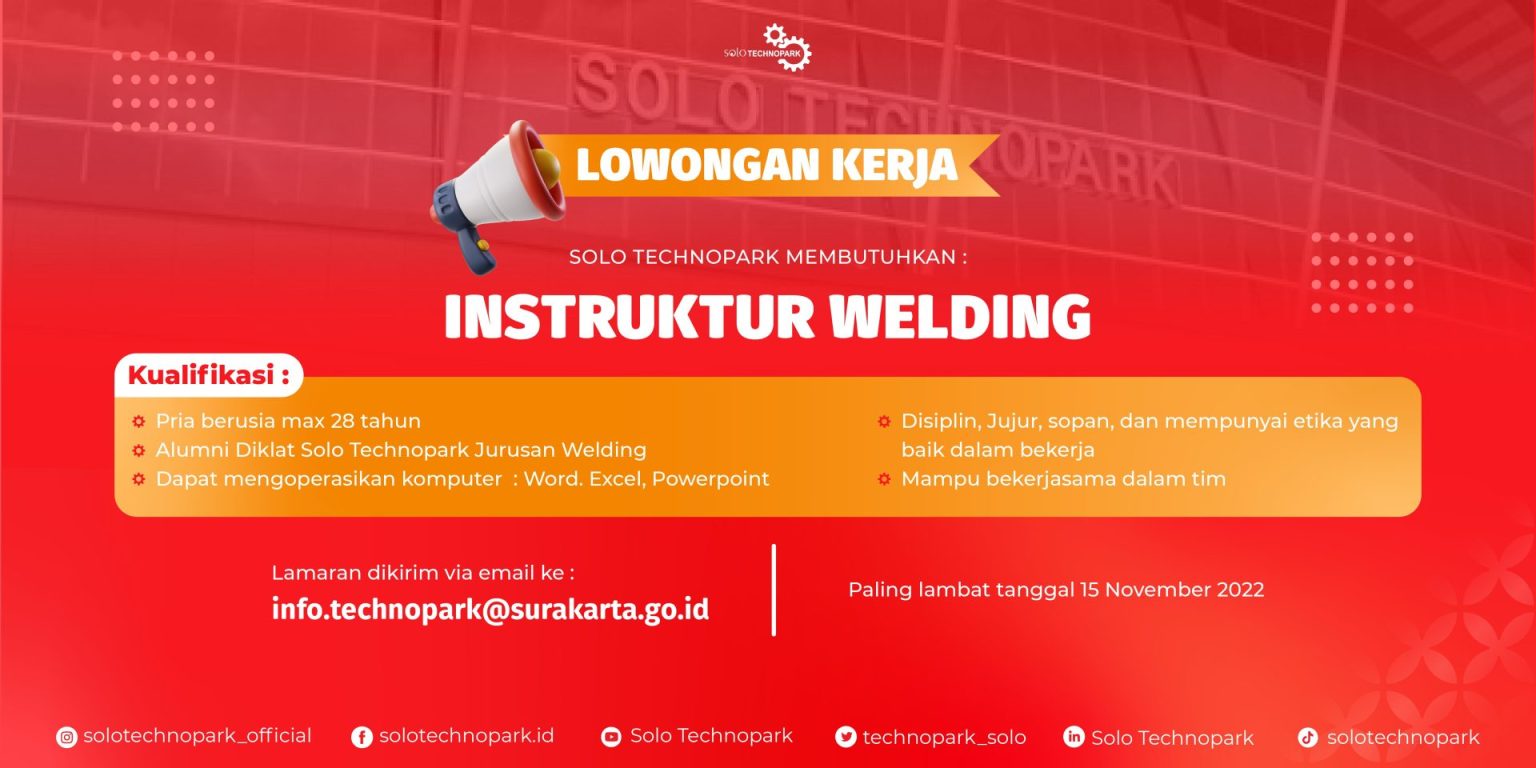 SOLO TECHNOPARK
SOLO TECHNOPARK
LOWONGAN KERJA
SOLO TECHNOPARK MEMBUTUHKAN :
INSTRUKTUR WELDING
Kualifikasi :
Pria berusia max 28 tahun
Alumni Diklat Solo Technopark Jurusan Welding
Dapat mengoperasikan komputer : Word. Excel, Powerpoint
Disiplin, Jujur, sopan, dan mempunyai etika yang
baik dalam bekerja
Mampu bekerjasama dalam tim
Lamaran dikirim via email ke :
info.technopark@surakarta.go.id
Paling lambat tanggal 15 November 2022
solotechnopark_official
solotechnopark.id
Solo Technopark
technopark_solo
Solo Technopark
solotechnopark